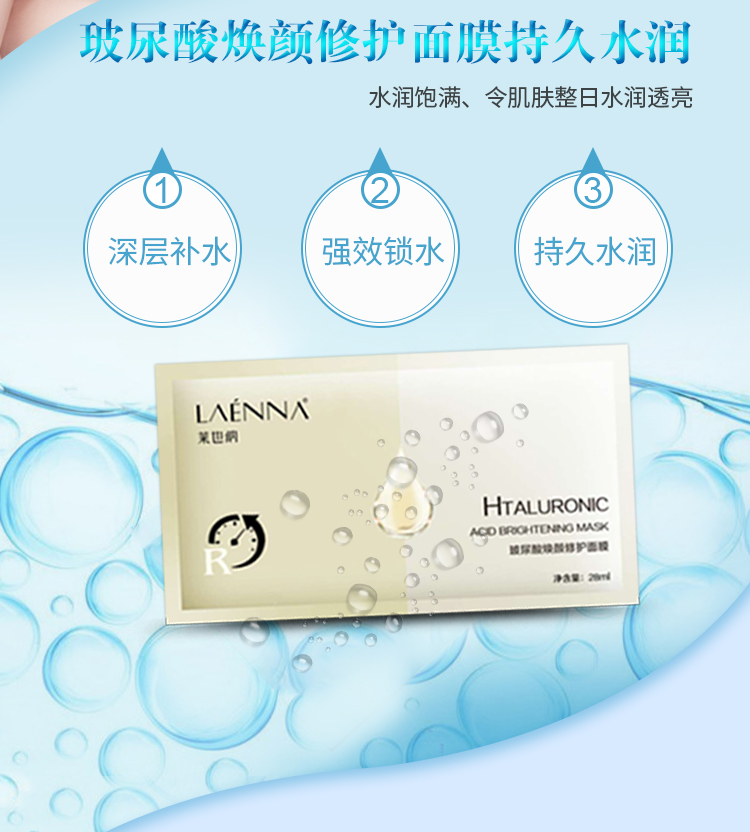 玻尿酸焕颜修护面膜持久水润
水润饱满、令肌肤整日水润透亮
1
2
3
深层补水
强效锁水
持久水润
LAÉNNA®
莱也纳
R
HTALURONIC
ACID BRIGHTENING MASK
玻尿酸焕颜修护面膜
净含量：28ml